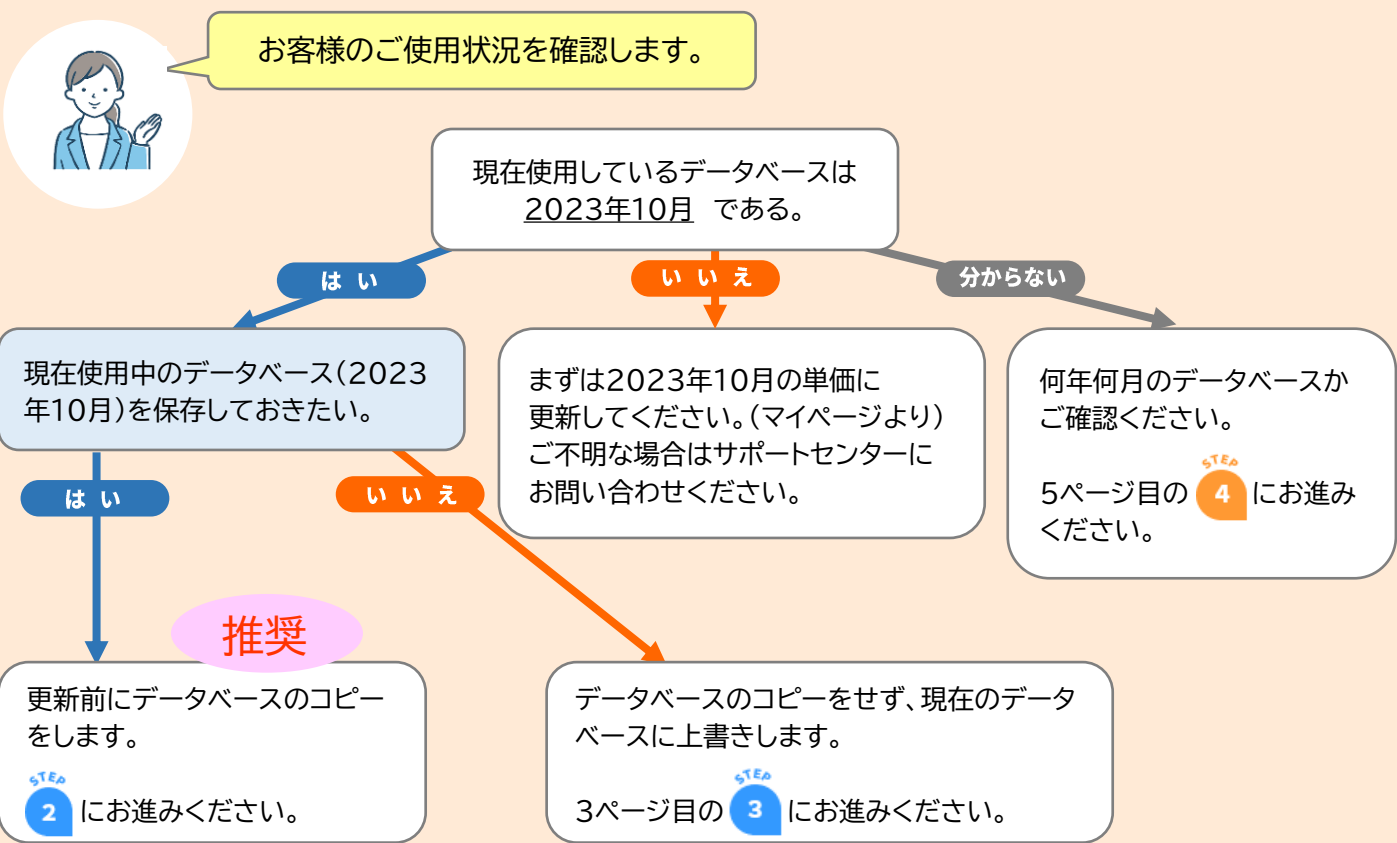 お客様のご使用状況を確認します。
現在使用しているデータベースは
2023年10月 である。
はい
いいえ
分からない
現在使用中のデータベース(2023
年10月)を保存しておきたい。
まずは2023年10月の単価に
更新してください。(マイページより)
ご不明な場合はサポートセンターに
お問い合わせください。
何年何月のデータベースか
ご確認ください。
STEP
5ページ目の 4 にお進み
ください。
はい
いいえ
推奨
更新前にデータベースのコピー
をします。
STEP
2 にお進みください。
データベースのコピーをせず、現在のデータ
ベースに上書きします。
STEP
3ページ目の 3 にお進みください。